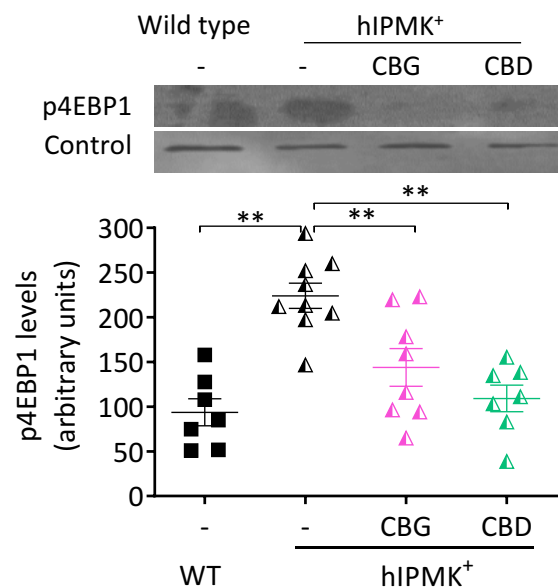 Wild type hIPMK⁺
- - CBG CBD
p4EBP1
Control
** ** **
p4EBP1 levels
(arbitrary units)
300
250
200
150
100
50
0
- - CBG CBD
WT hIPMK⁺